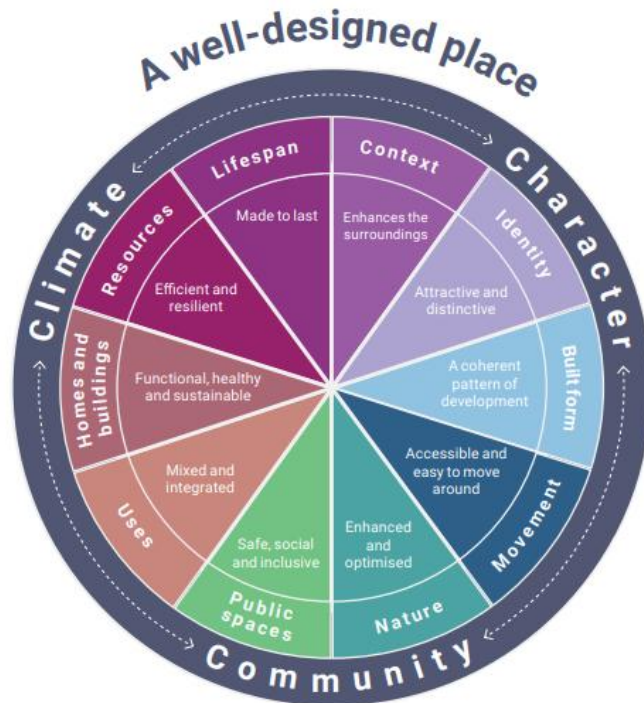 A well-designed place
Climate
Character
Community
Context
Enhances the
surroundings
Identity
Attractive and
distinctive
Built form
A coherent
pattern of
development
Movement
Accessible and
easy to move
around
Nature
Enhanced
and
optimised
Public
spaces
Safe, social
and inclusive
Uses
Mixed and
integrated
Homes and
buildings
Functional, healthy
and sustainable
Resources
Efficient and
resilient
Lifespan
Made to last